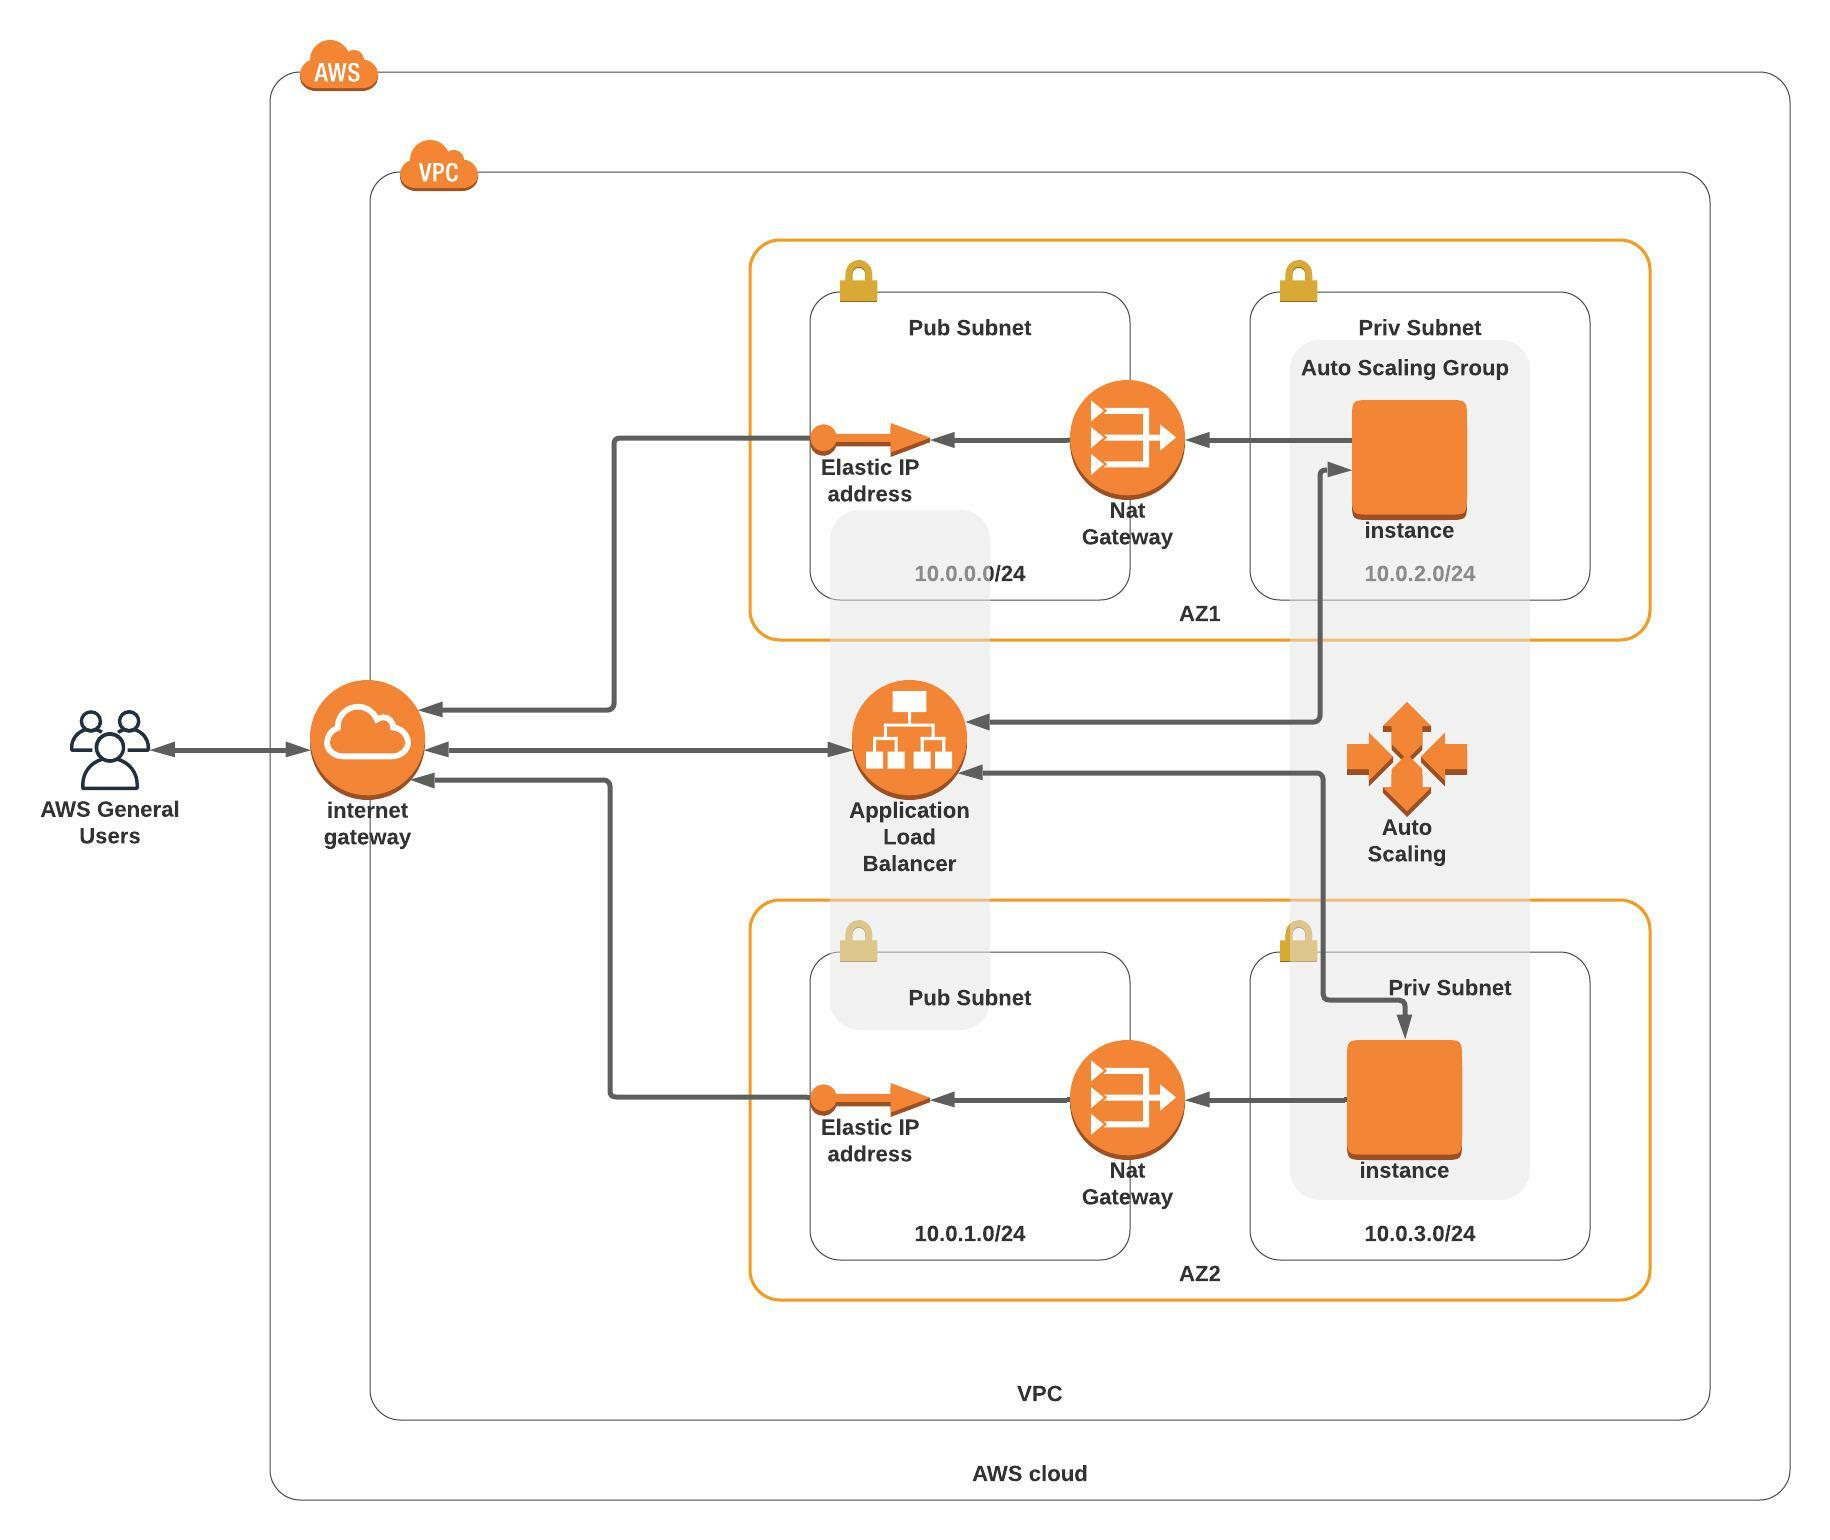 AWS
VPC
Pub Subnet
Priv Subnet
Auto Scaling Group
Elastic IP
address
Nat
Gateway
instance
10.0.0.0/24
10.0.2.0/24
AZ1
AWS General
Users
internet
gateway
Application
Load
Balancer
Auto
Scaling
Pub Subnet
Priv Subnet
Elastic IP
address
Nat
Gateway
instance
10.0.1.0/24
10.0.3.0/24
AZ2
VPC
AWS cloud